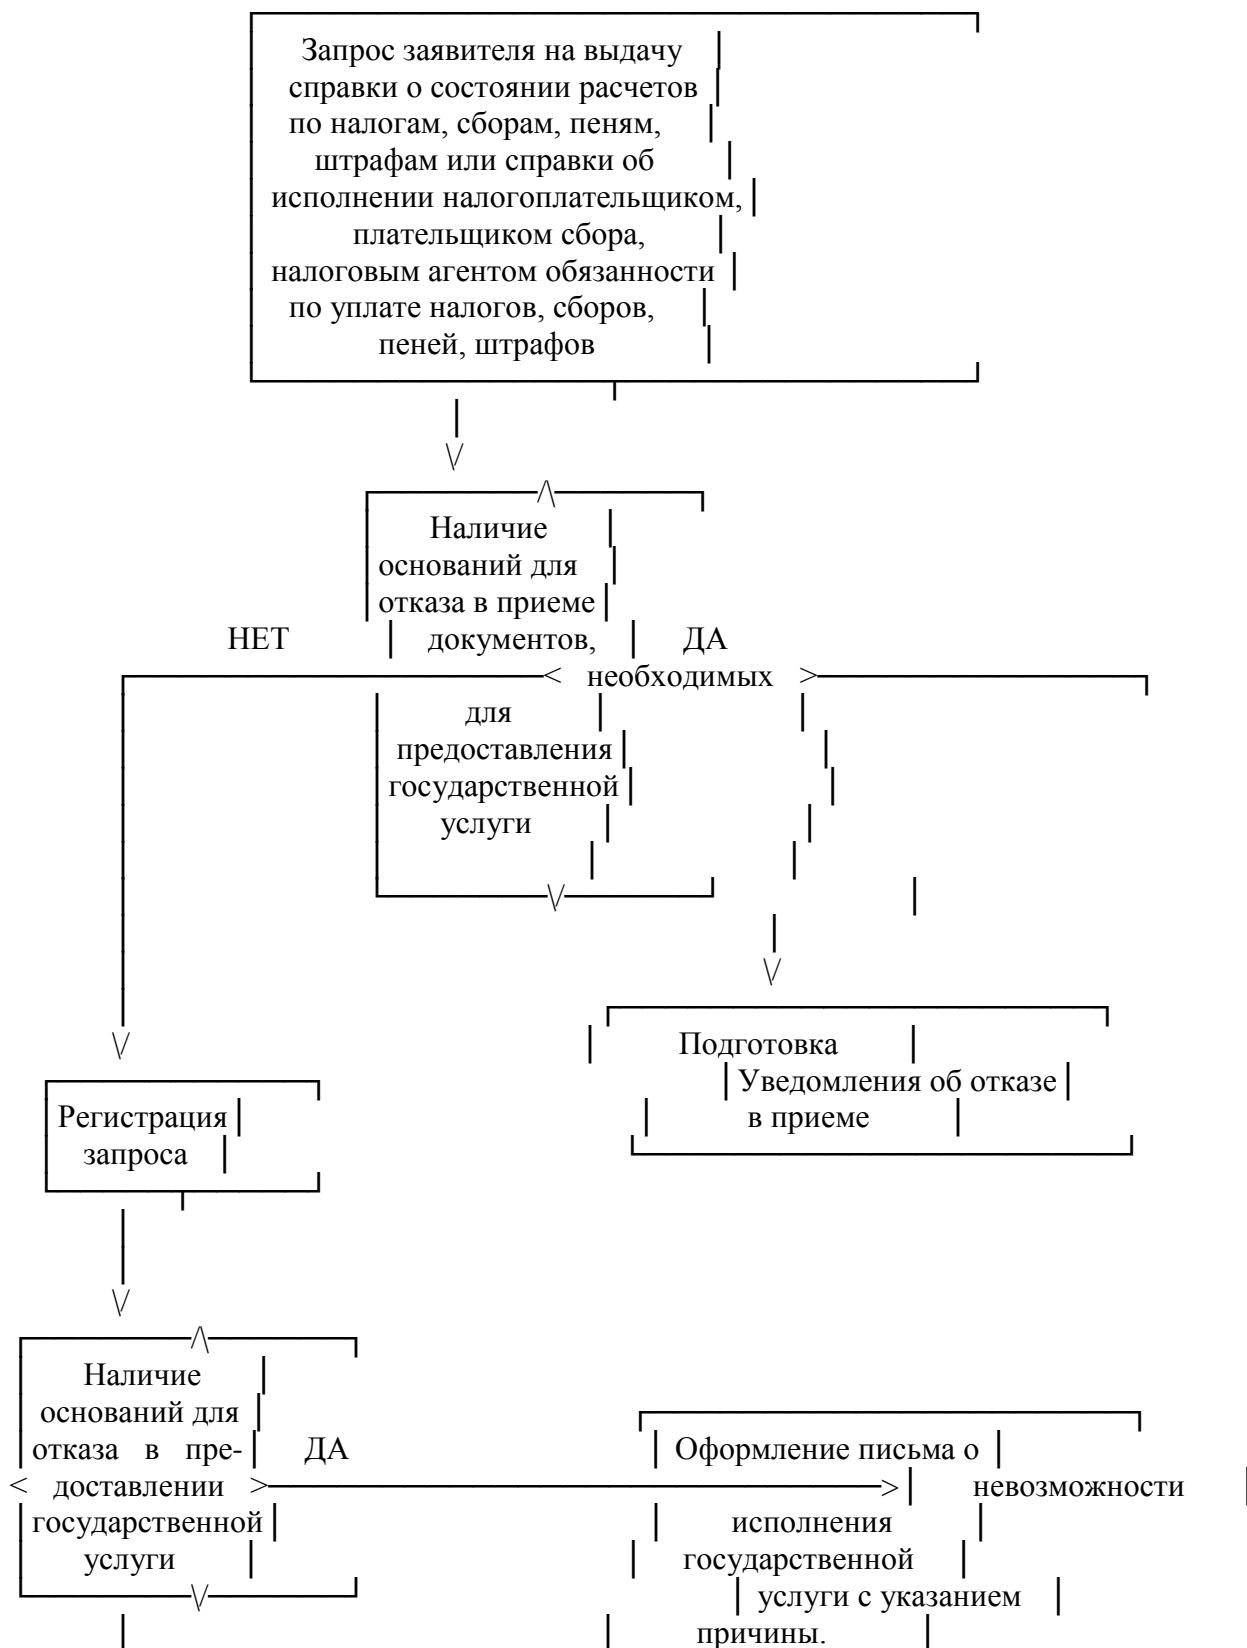 Запрос заявителя на выдачу
справки о состоянии расчетов
по налогам, сборам, пеням,
штрафам или справки об
исполнении налогоплательщиком,
плательщиком сбора,
налоговым агентом обязанности
по уплате налогов, сборов,
пеней, штрафов
Наличие
оснований для
отказа в приеме
НЕТ документов, ДА
необходимых
для
предоставления
государственной
услуги
Подготовка
Уведомления об отказе
в приеме
Регистрация
запроса
Наличие
оснований для
отказа в пре- ДА
доставлении
государственной
услуги
Оформление письма о
невозможности
исполнения
государственной
услуги с указанием
причины.